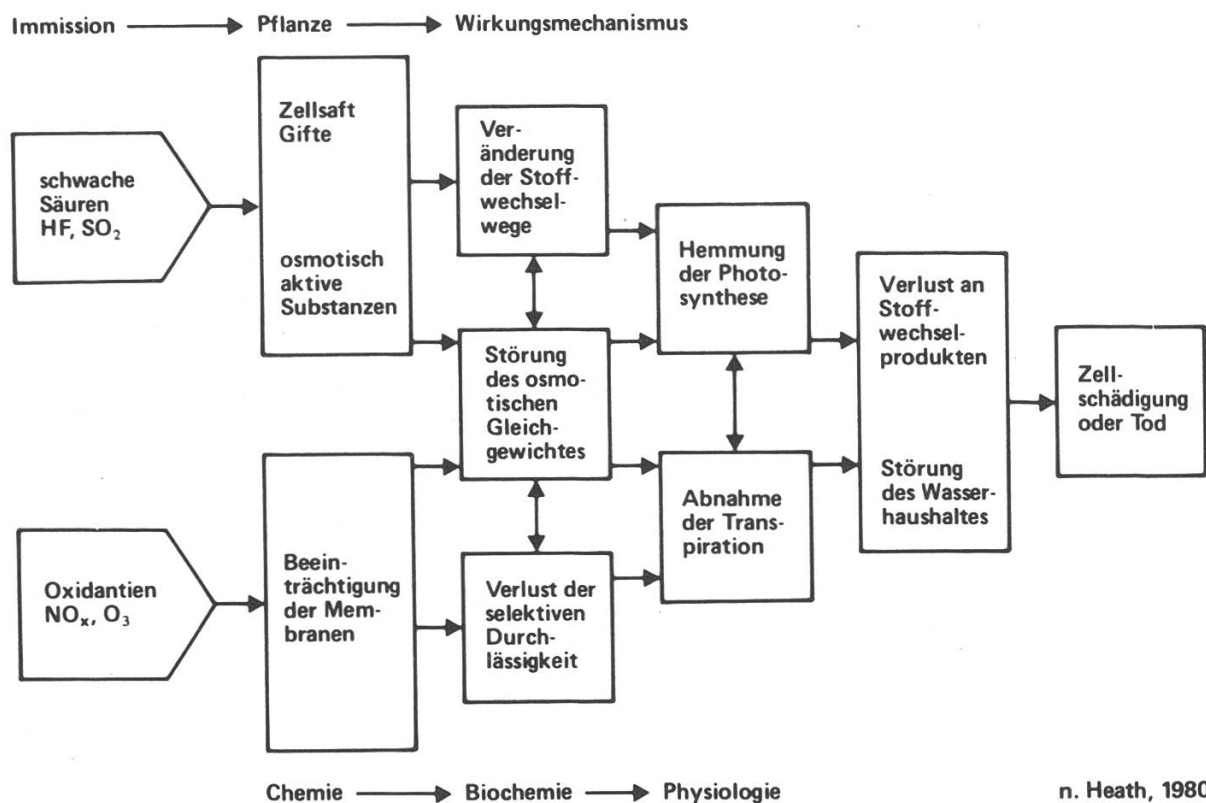 Immission → Pflanze → Wirkungsmechanismus
schwache
Säuren
HF, SO₂
Zellsaft
Gifte
osmotisch
aktive
Substanzen
Ver-
änderung
der Stoff-
wechsel-
wege
Störung
des osmo-
tischen
Gleich-
gewichtes
Hemmung
der Photo-
synthese
Verlust an
Stoff-
wechsel-
produkten
Störung
des Wasser-
haushaltes
Zell-
schädigung
oder Tod
Oxidantien
NOₓ, O₃
Beein-
trächtigung
der Mem-
branen
Verlust der
selektiven
Durch-
lässigkeit
Abnahme
der Trans-
piration
Chemie → Biochemie → Physiologie
n. Heath, 1980